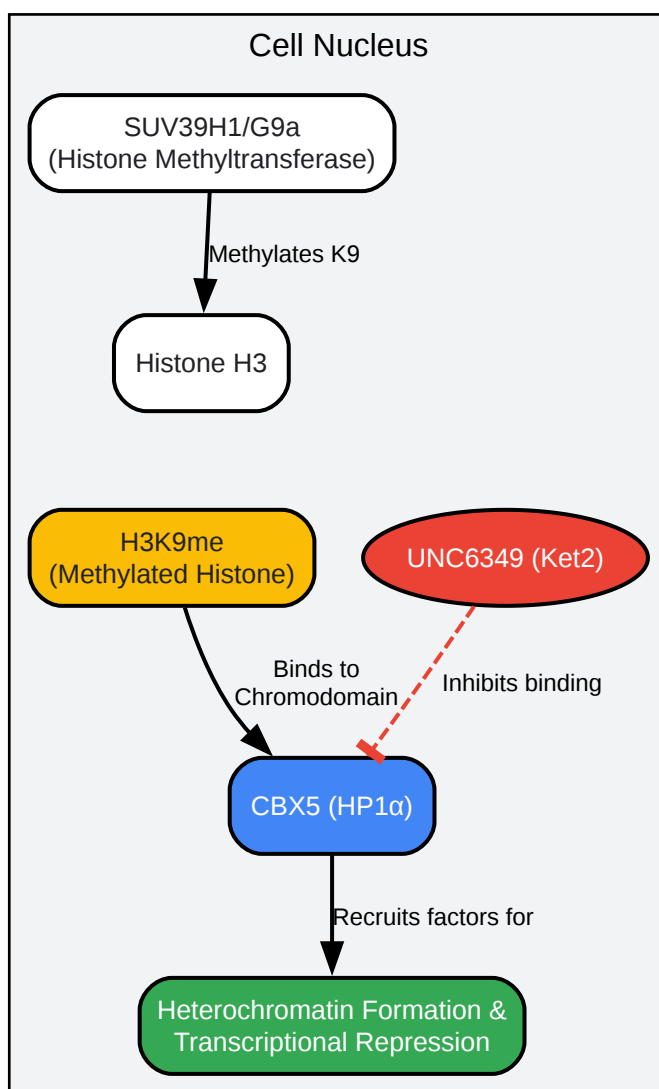 Cell Nucleus
SUV39H1/G9a
(Histone Methyltransferase)
Methylates K9
Histone H3
H3K9me
(Methylated Histone)
UNC6349 (Ket2)
Binds to
Chromodomain
Inhibits binding
CBX5 (HP1α)
Recruits factors for
Heterochromatin Formation &
Transcriptional Repression